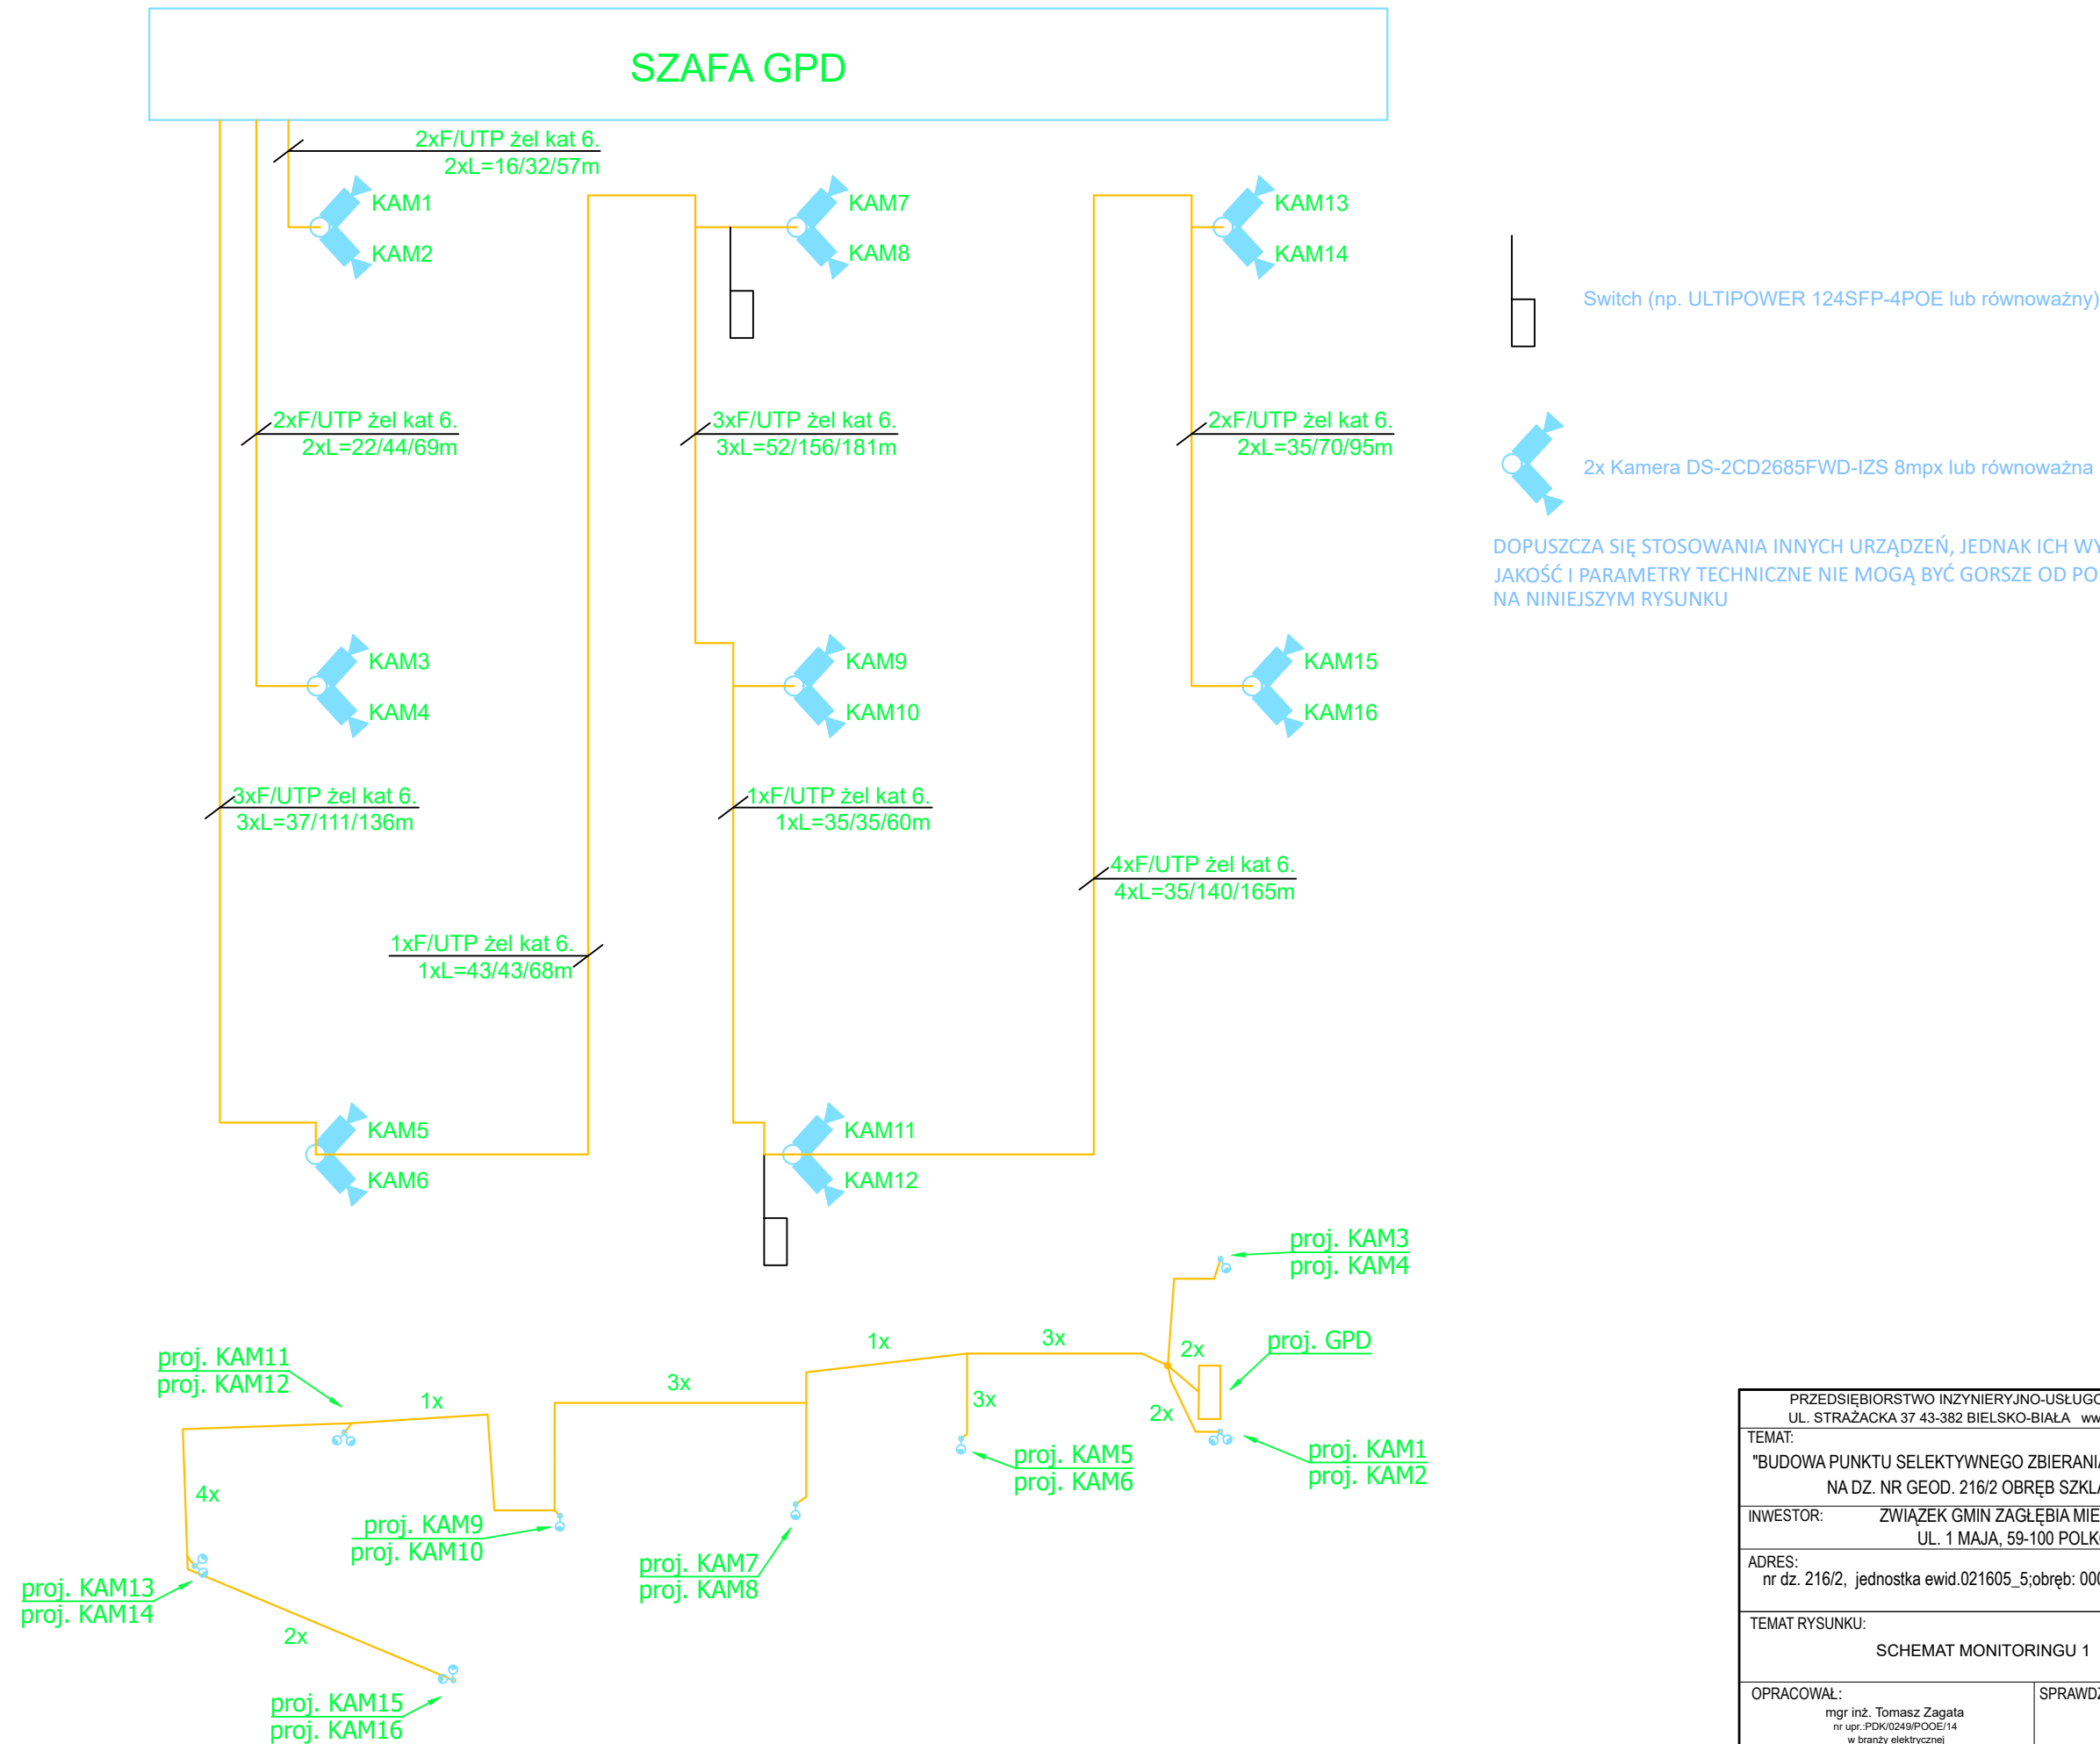 SZAFA GPD
2xF/UTP żel kat 6.
2xL=16/32/57m
KAM1
KAM2
KAM7
KAM8
KAM13
KAM14
Switch (np. ULTIPOWER 124SFP-4POE lub równoważny)
2xF/UTP żel kat 6.
2xL=22/44/69m
3xF/UTP żel kat 6.
3xL=52/156/181m
2xF/UTP żel kat 6.
2xL=35/70/95m
2x Kamera DS-2CD2685FWD-IZS 8mpx lub równoważna
DOPUSZCZA SIĘ STOSOWANIA INNYCH URZĄDZEŃ, JEDNAK ICH
JAKOŚĆ I PARAMETRY TECHNICZNE NIE MOGĄ BYĆ GORSZE OD
NA NINIEJSZYM RYSUNKU
KAM3
KAM4
KAM9
KAM10
KAM15
KAM16
3xF/UTP żel kat 6.
3xL=37/111/136m
1xF/UTP żel kat 6.
1xL=35/35/60m
4xF/UTP żel kat 6.
4xL=35/140/165m
1xF/UTP żel kat 6.
1xL=43/43/68m
KAM5
KAM6
KAM11
KAM12
proj. KAM3
proj. KAM4
proj. GPD
proj. KAM11
proj. KAM12
1x
3x
1x
3x
2x
3x
2x
4x
proj. KAM1
proj. KAM2
proj. KAM5
proj. KAM6
proj. KAM9
proj. KAM10
proj. KAM7
proj. KAM8
proj. KAM13
proj. KAM14
2x
proj. KAM15
proj. KAM16
PRZEDSIĘBIORSTWO
UL. STRAŻACKA 37 43-382 BIELSKO-BIAŁA
TEMAT:
"BUDOWA PUNKTU SELEKTYWNEGO
NA DZ. NR GEOD. 216/2 OBRĘB
INWESTOR:
ZWIĄZEK GMIN ZAGŁĘBIA
UL. 1 MAJA, 59-100
ADRES:
nr dz. 216/2, jednostka ewid.021605_5;obręb:
TEMAT RYSUNKU:
SCHEMAT MONITORINGU 1
OPRACOWAŁ:
mgr inż. Tomasz Zagata
nr upr.:PDK/0249/POOE/14
w branży elektrycznej